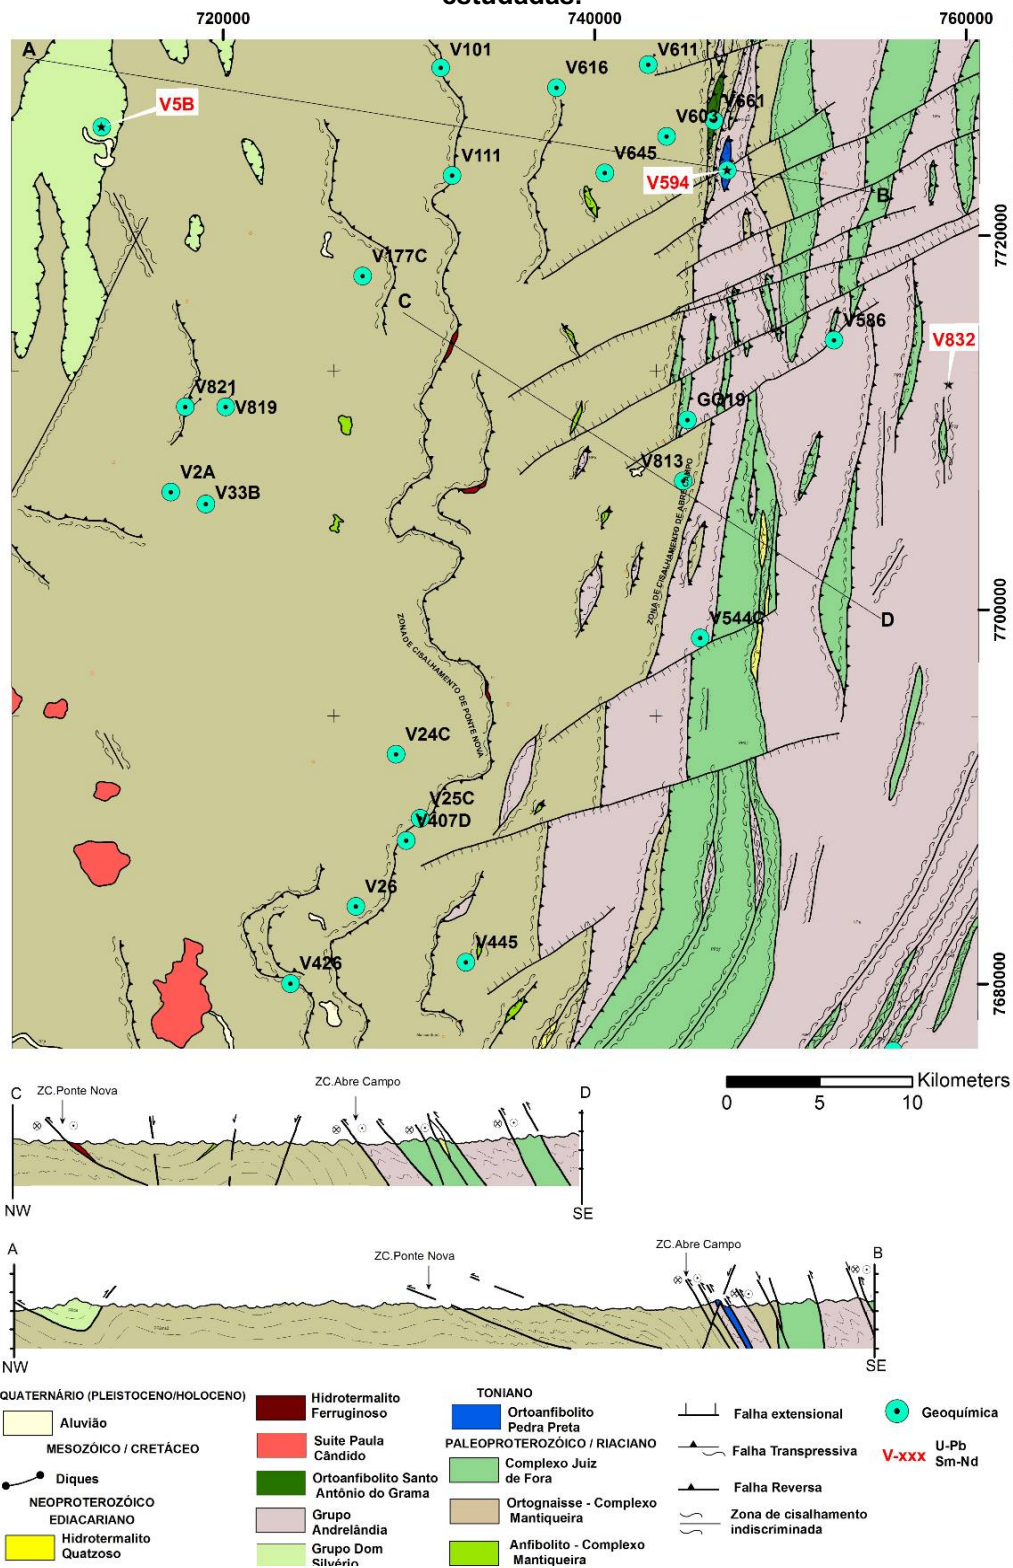 estudadas.
720000
740000
760000
A
V101
V611
V616
V5B
V661
V603
V111
V645
V594
B
7720000
V177C
C
V586
V832
V821
V819
GO19
V813
V2A
V33B
ZONA DE CISALHAMENTO DE ABRE CAMPO
7700000
V544C
D
ZONA DE CISALHAMENTO DE PONTE NOVA
V24C
V25C
V407D
V26
V445
V426
7680000
Kilometers
0 5 10
C
ZC.Ponte Nova
ZC.Abre Campo
D
NW
SE
A
ZC.Ponte Nova
ZC.Abre Campo
B
NW
SE
QUATERNÁRIO (PLEISTOCENO/HOLOCENO)
Aluvião
MESOZÓICO / CRETÁCEO
Diques
NEOPROTEROZÓICO
EDIACARIANO
Hidrotermalito
Quatzoso
Hidrotermalito
Ferruginoso
Suíte Paula
Cândido
Ortoanfibolito Santo
Antônio do Grama
Grupo
Andrelândia
Grupo Dom
Silvério
TONIANO
Ortoanfibolito
Pedra Preta
PALEOPROTEROZÓICO / RIACIANO
Complexo Juiz
de Fora
Ortognaisse - Complexo
Mantiqueira
Anfibolito - Complexo
Mantiqueira
Falha extensional
Falha Transpressiva
Falha Reversa
Zona de cisalhamento
indiscriminada
Geoquímica
V-xxx
U-Pb
Sm-Nd